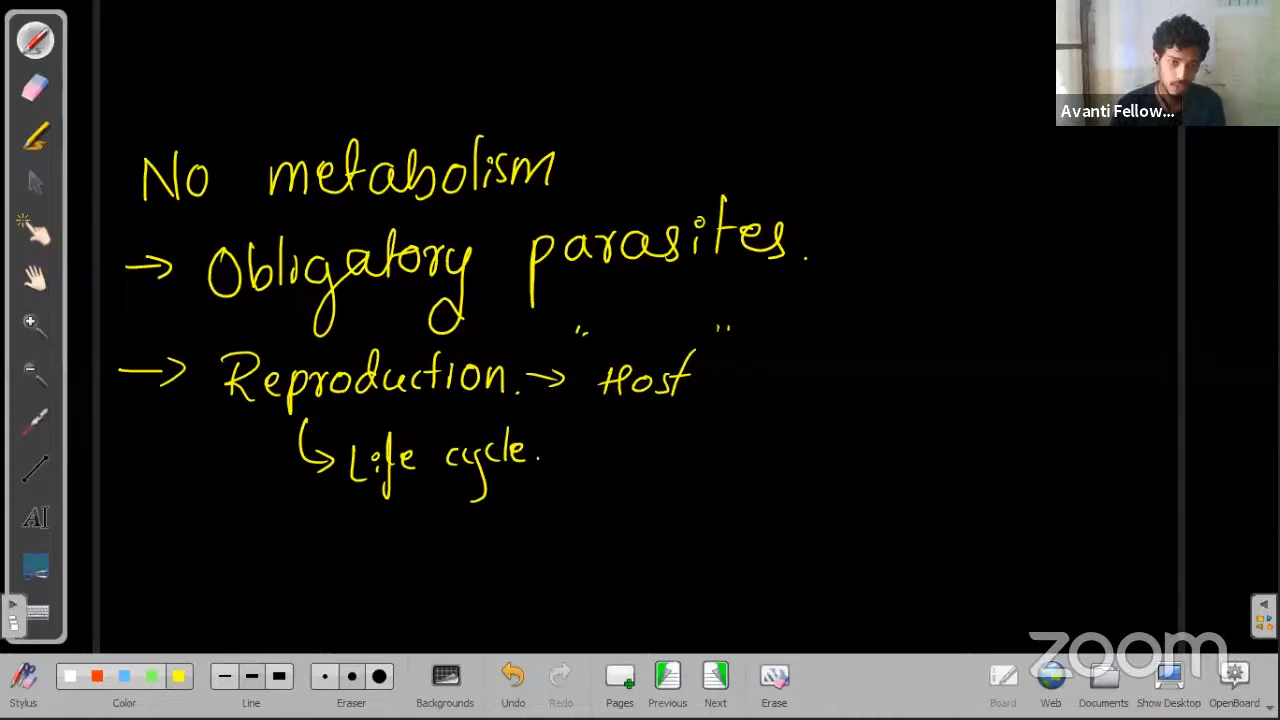 Avanti Fellow...
No metabolism
→ Obligatory parasites.
" "
→ Reproduction. → Host
↳ Life cycle.
AI
zoom
Stylus Color Line Eraser Backgrounds Undo Redo Pages Previous Next Erase Board Web Documents Show Desktop OpenBoard